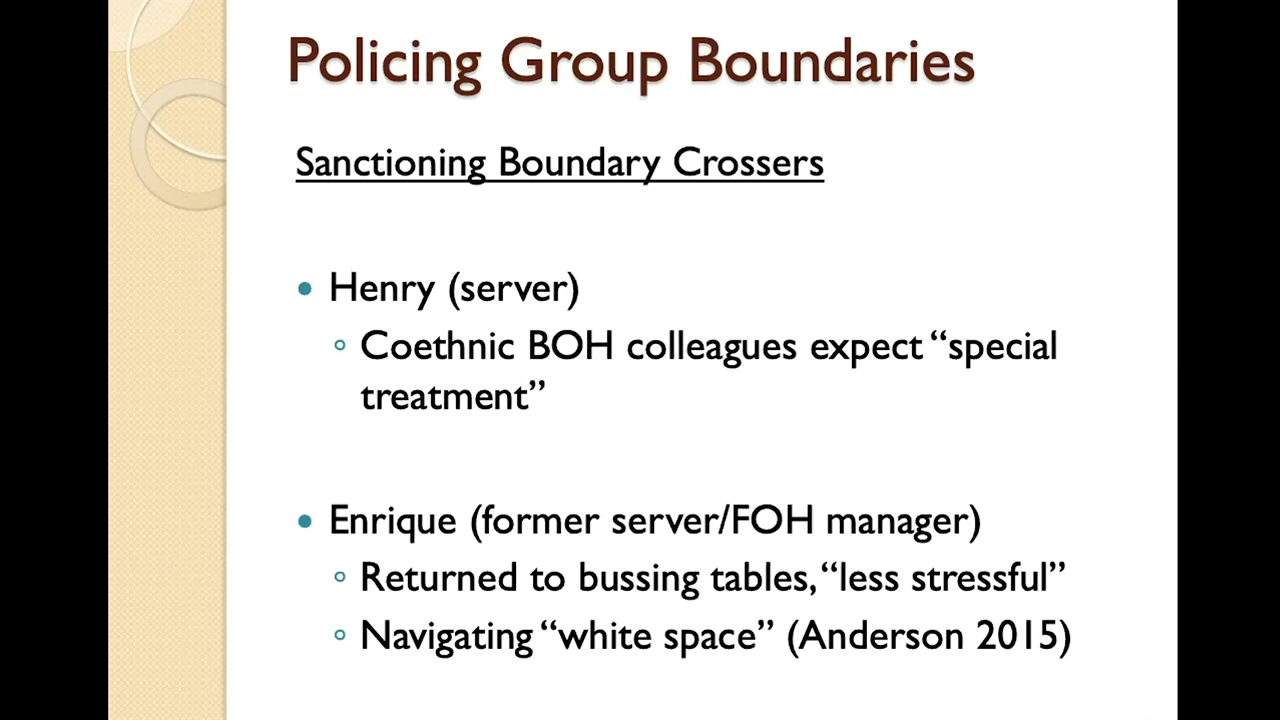 Policing Group Boundaries
Sanctioning Boundary Crossers
• Henry (server)
◦ Coethnic BOH colleagues expect “special
treatment”
• Enrique (former server/FOH manager)
◦ Returned to bussing tables, “less stressful”
◦ Navigating “white space” (Anderson 2015)